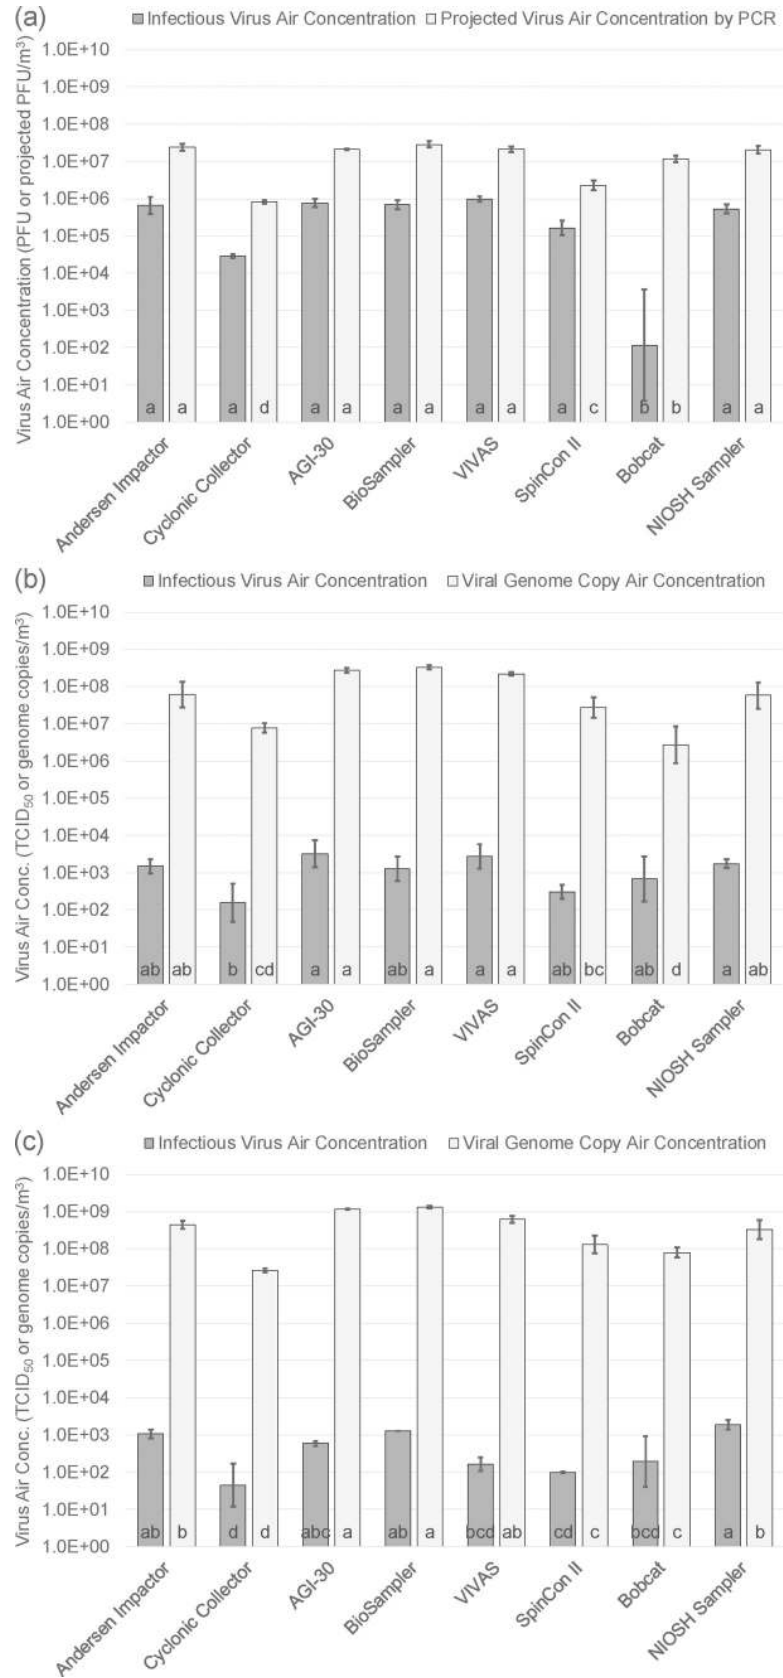 (a)
Infectious Virus Air Concentration Projected Virus Air Concentration by PCR
Virus Air Concentration (PFU or projected PFU/m³)
1.0E+10
1.0E+09
1.0E+08
1.0E+07
1.0E+06
1.0E+05
1.0E+04
1.0E+03
1.0E+02
1.0E+01
1.0E+00
a a a d a a a a a a a c b b a a
Andersen Impactor
Cyclonic Collector
AGI-30
BioSampler
VIVAS
SpinCon II
Bobcat
NIOSH Sampler
(b)
Infectious Virus Air Concentration Viral Genome Copy Air Concentration
Virus Air Conc. (TCID₅₀ or genome copies/m³)
1.0E+10
1.0E+09
1.0E+08
1.0E+07
1.0E+06
1.0E+05
1.0E+04
1.0E+03
1.0E+02
1.0E+01
1.0E+00
ab ab b cd a a ab a a a ab bc ab d a ab
Andersen Impactor
Cyclonic Collector
AGI-30
BioSampler
VIVAS
SpinCon II
Bobcat
NIOSH Sampler
(c)
Infectious Virus Air Concentration Viral Genome Copy Air Concentration
Virus Air Conc. (TCID₅₀ or genome copies/m³)
1.0E+10
1.0E+09
1.0E+08
1.0E+07
1.0E+06
1.0E+05
1.0E+04
1.0E+03
1.0E+02
1.0E+01
1.0E+00
ab b d d abc a ab a bcd ab cd c bcd c a b
Andersen Impactor
Cyclonic Collector
AGI-30
BioSampler
VIVAS
SpinCon II
Bobcat
NIOSH Sampler